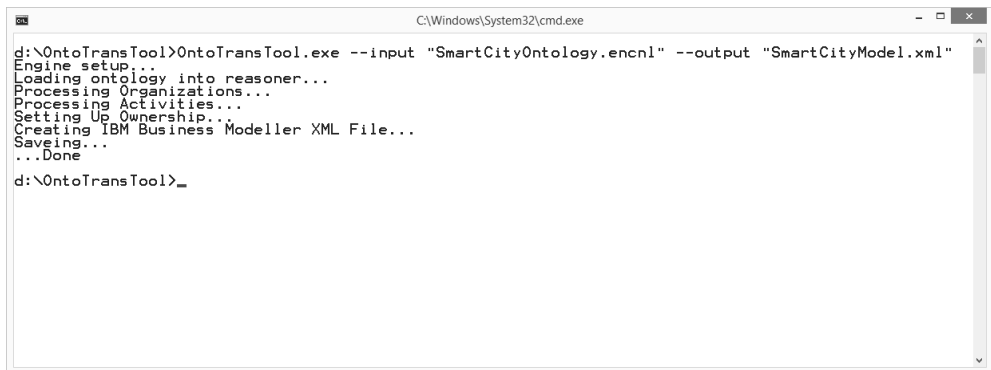 C:\Windows\System32\cmd.exe
d:\OntoTransTool>OntoTransTool.exe --input "SmartCityOntology.encnl" --output "SmartCityModel.xml"
Engine setup...
Loading ontology into reasoner...
Processing Organizations...
Processing Activities...
Setting Up Ownership...
Creating IBM Business Modeller XML File...
Saveing...
...Done
d:\OntoTransTool>_